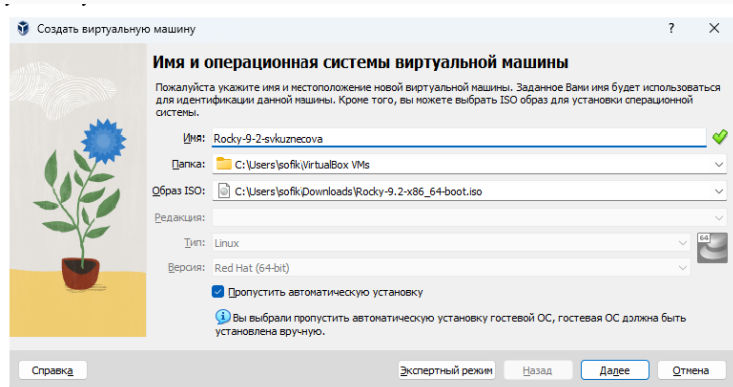 Создать виртуальную машину
Имя и операционная системы виртуальной машины
Пожалуйста укажите имя и местоположение новой виртуальной машины. Заданное Вами имя будет использоваться
для идентификации данной машины. Кроме того, вы можете выбрать ISO образ для установки операционной
системы.
Имя: Rocky-9-2-svkuznecova
Папка: C:\Users\sofik\VirtualBox VMs
Образ ISO: C:\Users\sofik\Downloads\Rocky-9.2-x86_64-boot.iso
Редакция:
Тип: Linux
64
Версия: Red Hat (64-bit)
Пропустить автоматическую установку
Вы выбрали пропустить автоматическую установку гостевой ОС, гостевая ОС должна быть
установлена вручную.
Справка Экспертный режим Назад Далее Отмена